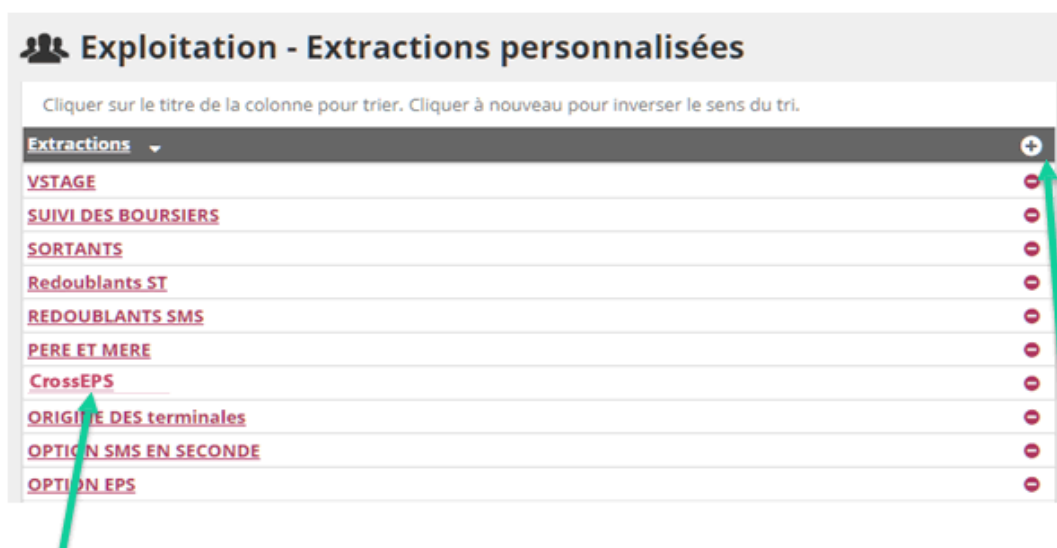 Exploitation - Extractions personnalisées
Cliquer sur le titre de la colonne pour trier. Cliquer à nouveau pour inverser le sens du tri.
Extractions
VSTAGE
SUIVI DES BOURSIERS
SORTANTS
Redoublants ST
REDOUBLANTS SMS
PERE ET MERE
CrossEPS
ORIGINE DES terminales
OPTION SMS EN SECONDE
OPTION EPS